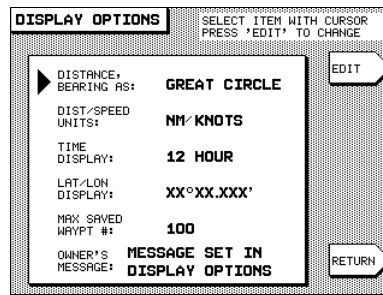 DISPLAY OPTIONS
SELECT ITEM WITH CURSOR
PRESS 'EDIT' TO CHANGE
EDIT
DISTANCE,
BEARING AS: GREAT CIRCLE
DIST/SPEED
UNITS: NM/KNOTS
TIME
DISPLAY: 12 HOUR
LAT/LON
DISPLAY: XX°XX.XXX'
MAX SAVED
WAYPT #: 100
OWNER'S MESSAGE SET IN
MESSAGE: DISPLAY OPTIONS
RETURN